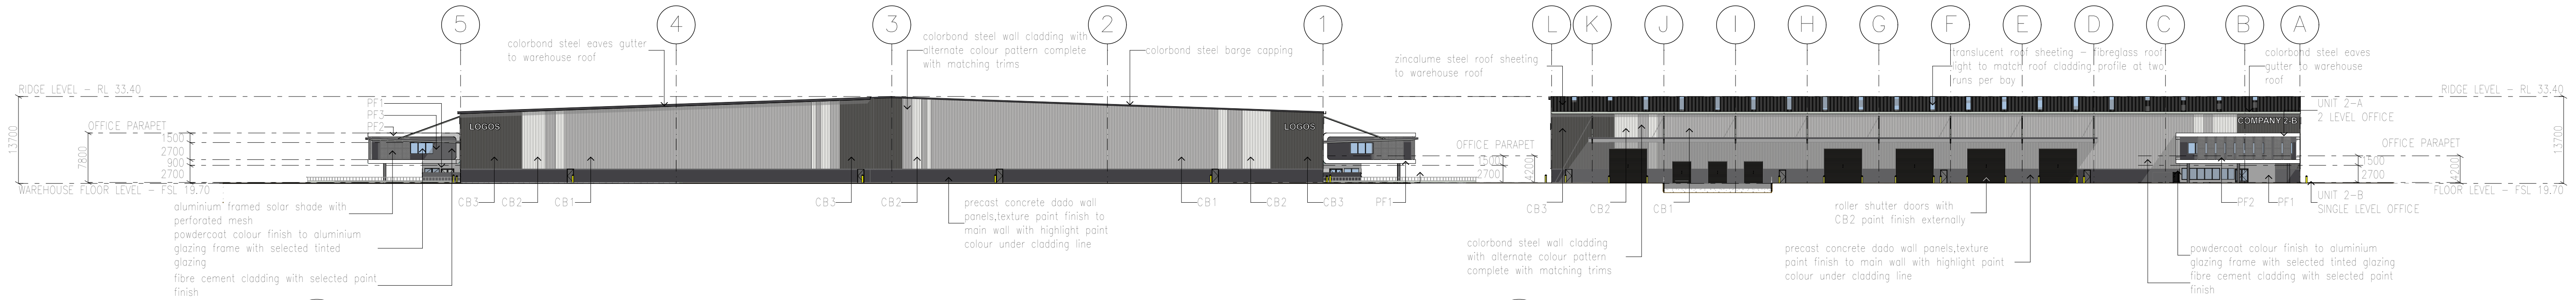 5
4
3
2
1
L
K
J
I
H
G
F
E
D
C
B
A
colorbond steel eaves gutter
to warehouse roof
colorbond steel wall cladding with
alternate colour pattern complete
with matching trims
colorbond steel barge capping
zincalume steel roof sheeting
to warehouse roof
translucent roof sheeting – fibreglass roof
light to match roof cladding profile at two
runs per bay
colorbond steel eaves
gutter to warehouse
roof
RIDGE LEVEL – RL 33.40
RIDGE LEVEL – RL 33.40
PF1
PF3
PF2
OFFICE PARAPET
1500
2700
900
2700
7800
13700
WAREHOUSE FLOOR LEVEL – FSL 19.70
LOGOS
LOGOS
OFFICE PARAPET
1500
2700
4200
COMPANY 2-B
UNIT 2-A
2 LEVEL OFFICE
OFFICE PARAPET
1500
2700
4200
13700
FLOOR LEVEL – FSL 19.70
UNIT 2-B
SINGLE LEVEL OFFICE
CB3
CB2
CB1
CB3
CB2
CB1
CB2
CB3
PF1
CB3
CB2
CB1
PF2
PF1
aluminium framed solar shade with
perforated mesh
powdercoat colour finish to aluminium
glazing frame with selected tinted
glazing
fibre cement cladding with selected paint
finish
precast concrete dado wall
panels,texture paint finish to
main wall with highlight paint
colour under cladding line
colorbond steel wall cladding
with alternate colour pattern
complete with matching trims
roller shutter doors with
CB2 paint finish externally
precast concrete dado wall panels,texture
paint finish to main wall with highlight paint
colour under cladding line
powdercoat colour finish to aluminium
glazing frame with selected tinted glazing
fibre cement cladding with selected paint
finish